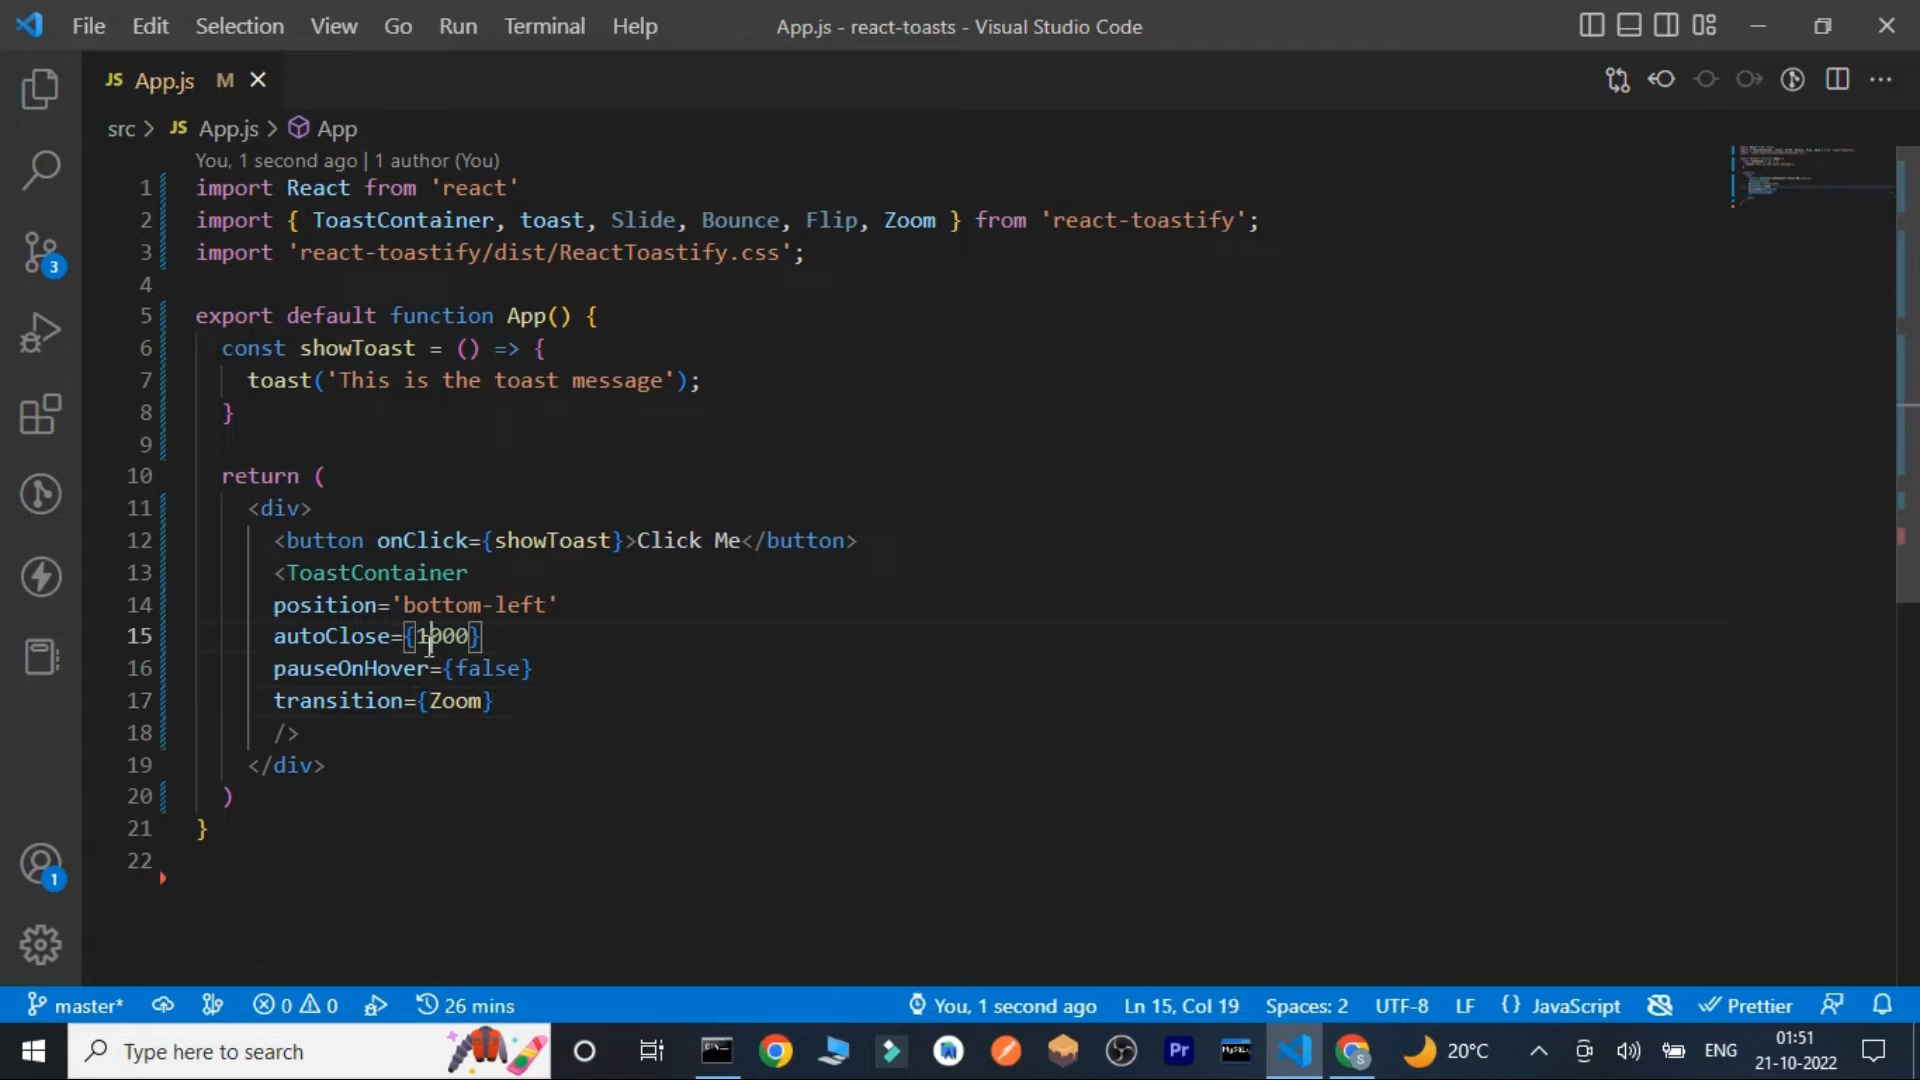 File Edit Selection View Go Run Terminal Help App.js - react-toasts - Visual Studio Code
JS App.js M
src > JS App.js > App
You, 1 second ago | 1 author (You)
1 import React from 'react'
2 import { ToastContainer, toast, Slide, Bounce, Flip, Zoom } from 'react-toastify';
3 import 'react-toastify/dist/ReactToastify.css';
4
5 export default function App() {
6 const showToast = () => {
7 toast('This is the toast message');
8 }
9
10 return (
11 <div>
12 <button onClick={showToast}>Click Me</button>
13 <ToastContainer
14 position='bottom-left'
15 autoClose={1000}
16 pauseOnHover={false}
17 transition={Zoom}
18 />
19 </div>
20 )
21 }
22
3
1
master* 0 0 26 mins You, 1 second ago Ln 15, Col 19 Spaces: 2 UTF-8 LF {} JavaScript Prettier
Type here to search Pr MySQL S 20°C ENG 01:51
21-10-2022